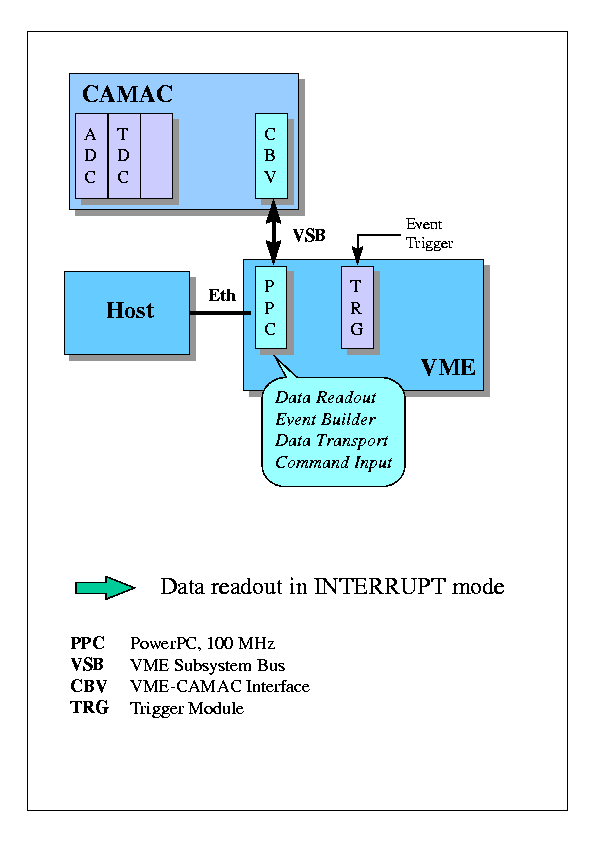 CAMAC
ADC
TDC
CBV
VSB
Event
Trigger
Host
Eth
PPC
TRG
VME
Data Readout
Event Builder
Data Transport
Command Input
Data readout in INTERRUPT mode
PPC PowerPC, 100 MHz
VSB VME Subsystem Bus
CBV VME-CAMAC Interface
TRG Trigger Module